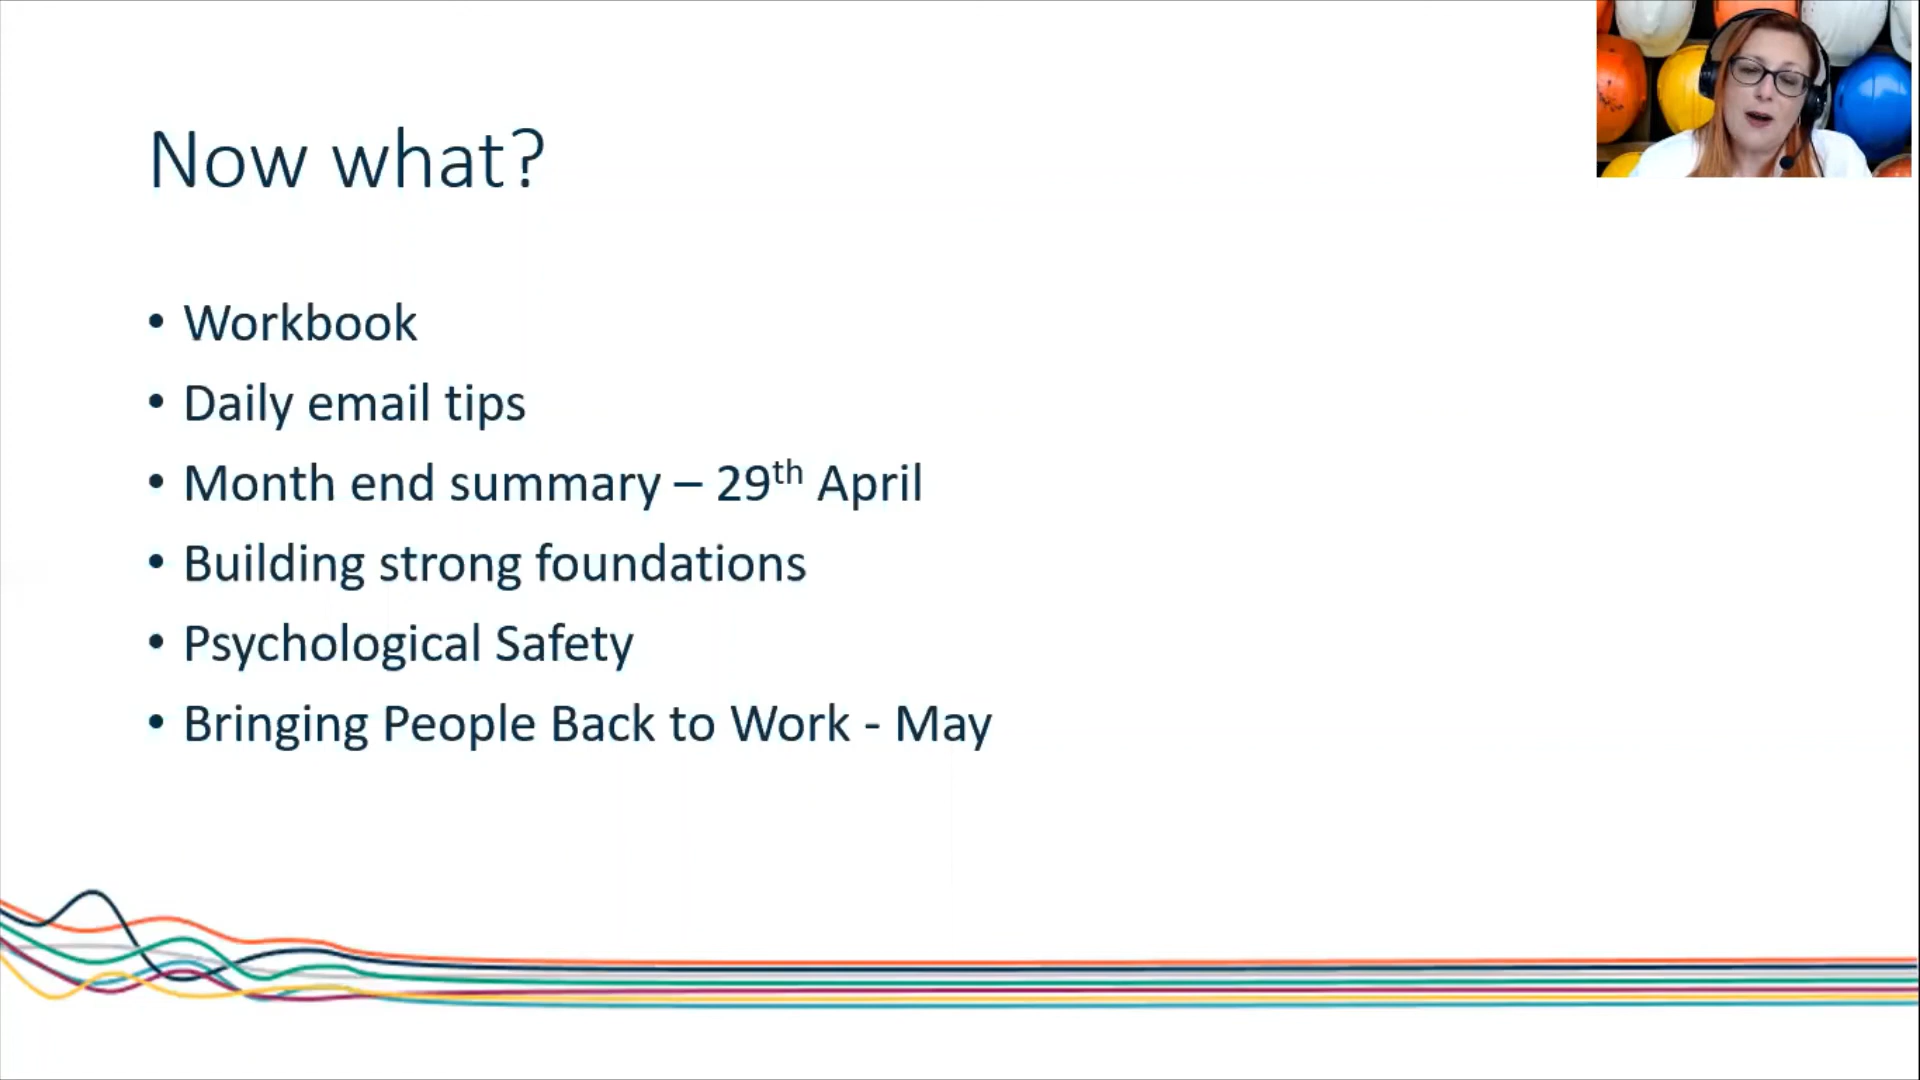 Now what?
• Workbook
• Daily email tips
• Month end summary – 29th April
• Building strong foundations
• Psychological Safety
• Bringing People Back to Work - May